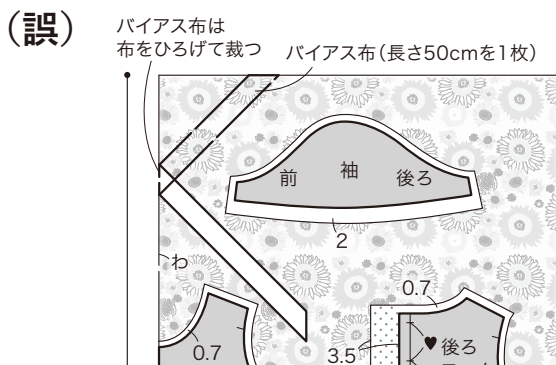 (誤)
バイアス布は
布をひろげて裁つ
バイアス布(長さ50cmを1枚)
前 袖 後ろ
2
わ
0.7
0.7
3.5
♥後ろ